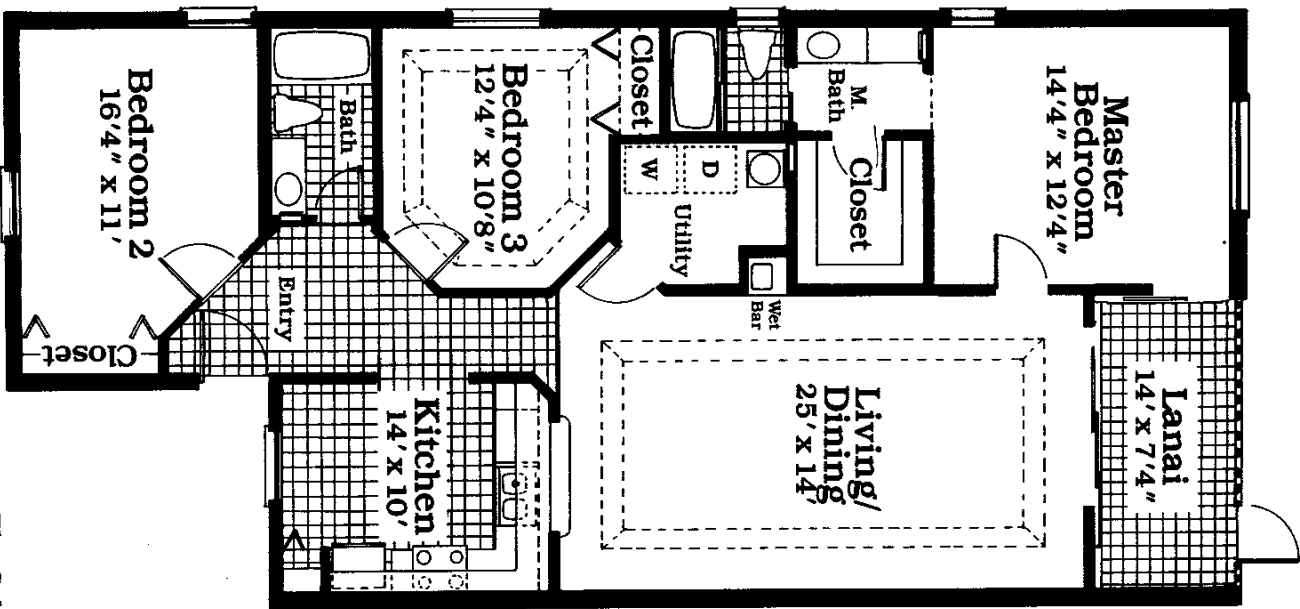 Bedroom 2
16'4" x 11'
Closet
Bath
Entry
Bedroom 3
12'4" x 10'8"
Closet
W
D
Utility
Wet
Bar
M.
Bath
Closet
Master
Bedroom
14'4" x 12'4"
Kitchen
14' x 10'
Living/
Dining
25' x 14'
Lanai
14' x 7'4"